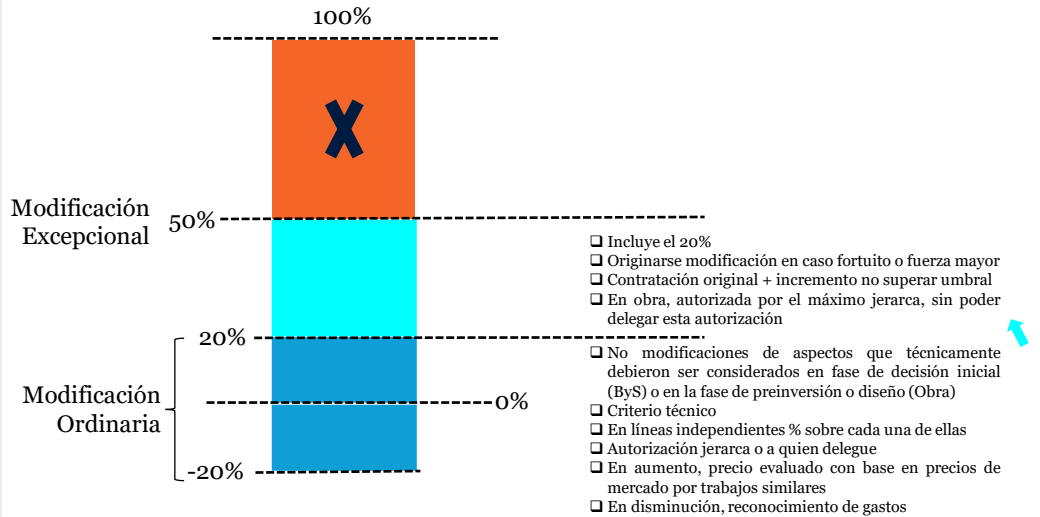 100%
Modificación
Excepcional
50%
❑ Incluye el 20%
❑ Originarse modificación en caso fortuito o fuerza mayor
❑ Contratación original + incremento no superar umbral
❑ En obra, autorizada por el máximo jerarca, sin poder
delegar esta autorización
20%
❑ No modificaciones de aspectos que técnicamente
debieron ser considerados en fase de decisión inicial
(ByS) o en la fase de preinversión o diseño (Obra)
❑ Criterio técnico
❑ En líneas independientes % sobre cada una de ellas
❑ Autorización jerarca o a quien delegue
❑ En aumento, precio evaluado con base en precios de
mercado por trabajos similares
❑ En disminución, reconocimiento de gastos
Modificación
Ordinaria
0%
-20%